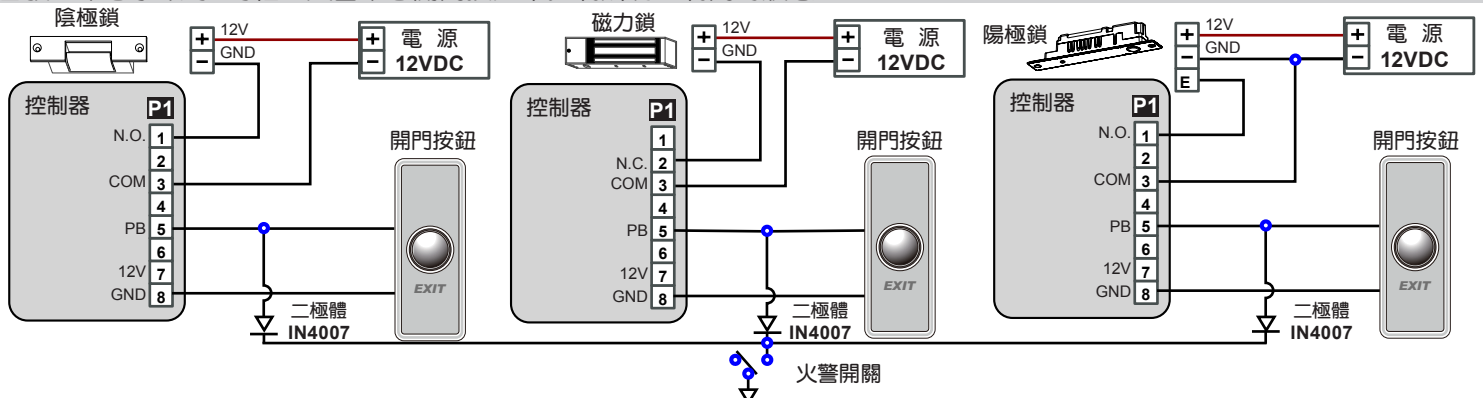 陰極鎖
12V
GND
+
−
+
−
電 源
12VDC
控制器
P1
N.O. 1
2
COM 3
4
PB 5
6
12V 7
GND 8
開門按鈕
EXIT
二極體
IN4007
磁力鎖
12V
GND
+
−
+
−
電 源
12VDC
控制器
P1
1
N.C. 2
COM 3
4
PB 5
6
12V 7
GND 8
開門按鈕
EXIT
二極體
IN4007
陽極鎖
12V
GND
+
−
E
+
−
電 源
12VDC
控制器
P1
N.O. 1
2
COM 3
4
PB 5
6
12V 7
GND 8
開門按鈕
EXIT
二極體
IN4007
火警開關